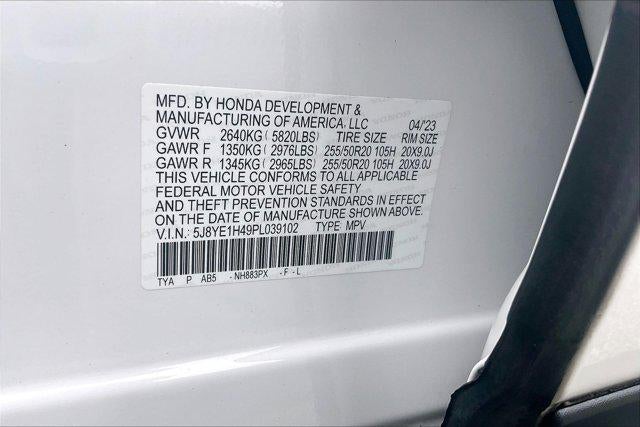 MFD. BY HONDA DEVELOPMENT &
MANUFACTURING OF AMERICA, LLC 04/'23
GVWR 2640KG (5820LBS) TIRE SIZE RIM SIZE
GAWR F 1350KG (2976LBS) 255/50R20 105H 20X9.0J
GAWR R 1345KG (2965LBS) 255/50R20 105H 20X9.0J
THIS VEHICLE CONFORMS TO ALL APPLICABLE
FEDERAL MOTOR VEHICLE SAFETY
AND THEFT PREVENTION STANDARDS IN EFFECT
ON THE DATE OF MANUFACTURE SHOWN ABOVE.
V.I.N.: 5J8YE1H49PL039102 TYPE: MPV
TYA P AB5 -NH883PX -F-L